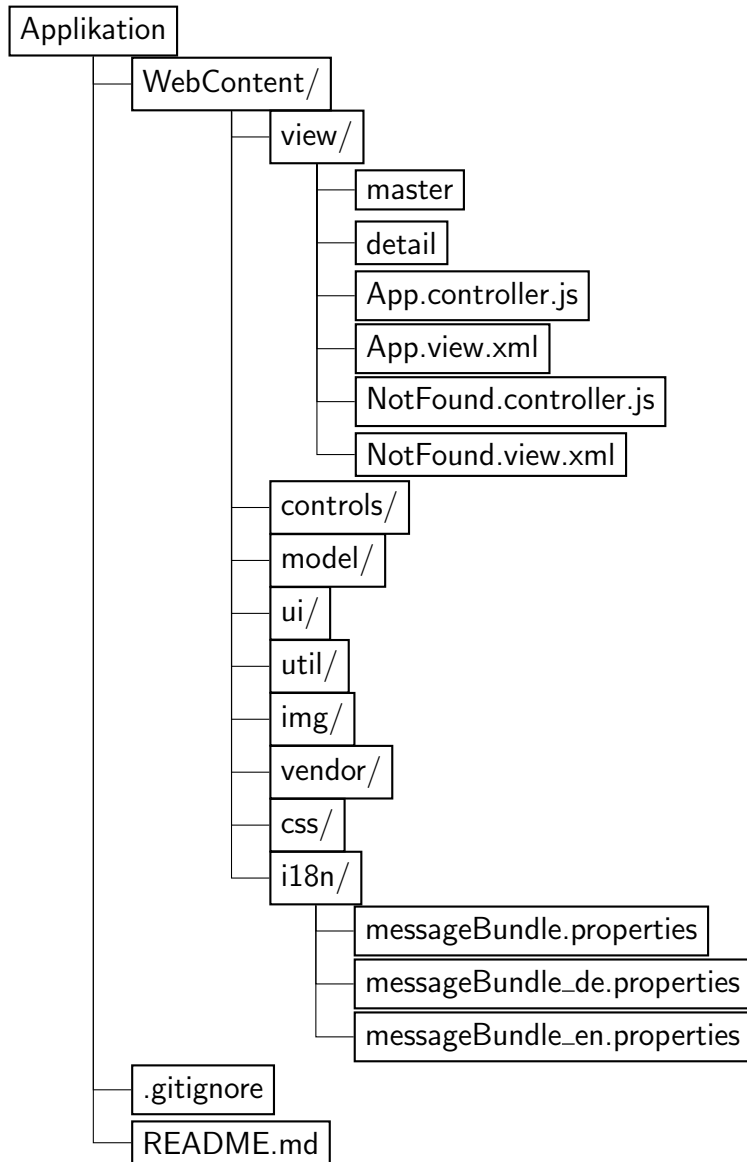 Applikation
WebContent/
view/
master
detail
App.controller.js
App.view.xml
NotFound.controller.js
NotFound.view.xml
controls/
model/
ui/
util/
img/
vendor/
css/
i18n/
messageBundle.properties
messageBundle_de.properties
messageBundle_en.properties
.gitignore
README.md